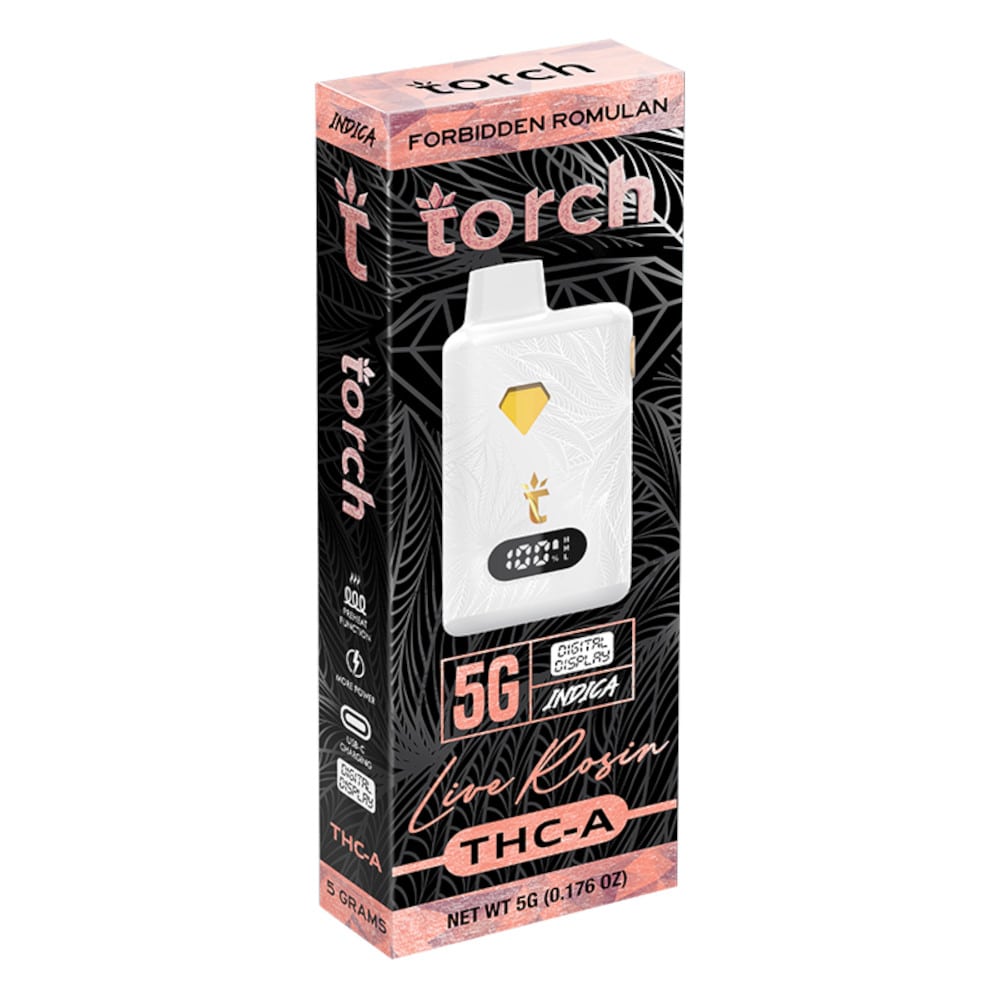 torch
FORBIDDEN ROMULAN
torch
100%
H
M
L
5G
DIGITAL
DISPLAY
INDICA
Live Rosin
THC-A
NET WT 5G (0.176 OZ)
INDICA
t
torch
PREHEAT
FUNCTION
MORE POWER
USB-C
CHARGING
DIGITAL
DISPLAY
THC-A
5 GRAMS